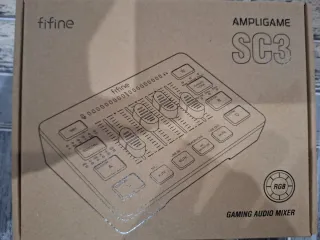 fifine
AMPLIGAME
SC3
fifine
RGB
GAMING AUDIO MIXER